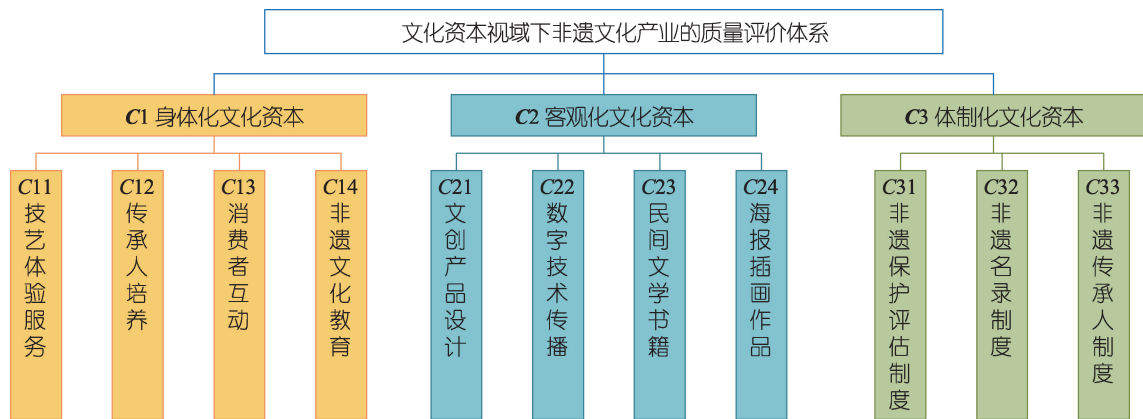 文化资本视域下非遗文化产业的质量评价体系
C1 身体化文化资本
C2 客观化文化资本
C3 体制化文化资本
C11
技艺体验服务
C12
传承人培养
C13
消费者互动
C14
非遗文化教育
C21
文创产品设计
C22
数字技术传播
C23
民间文学书籍
C24
海报插画作品
C31
非遗保护评估制度
C32
非遗名录制度
C33
非遗传承人制度